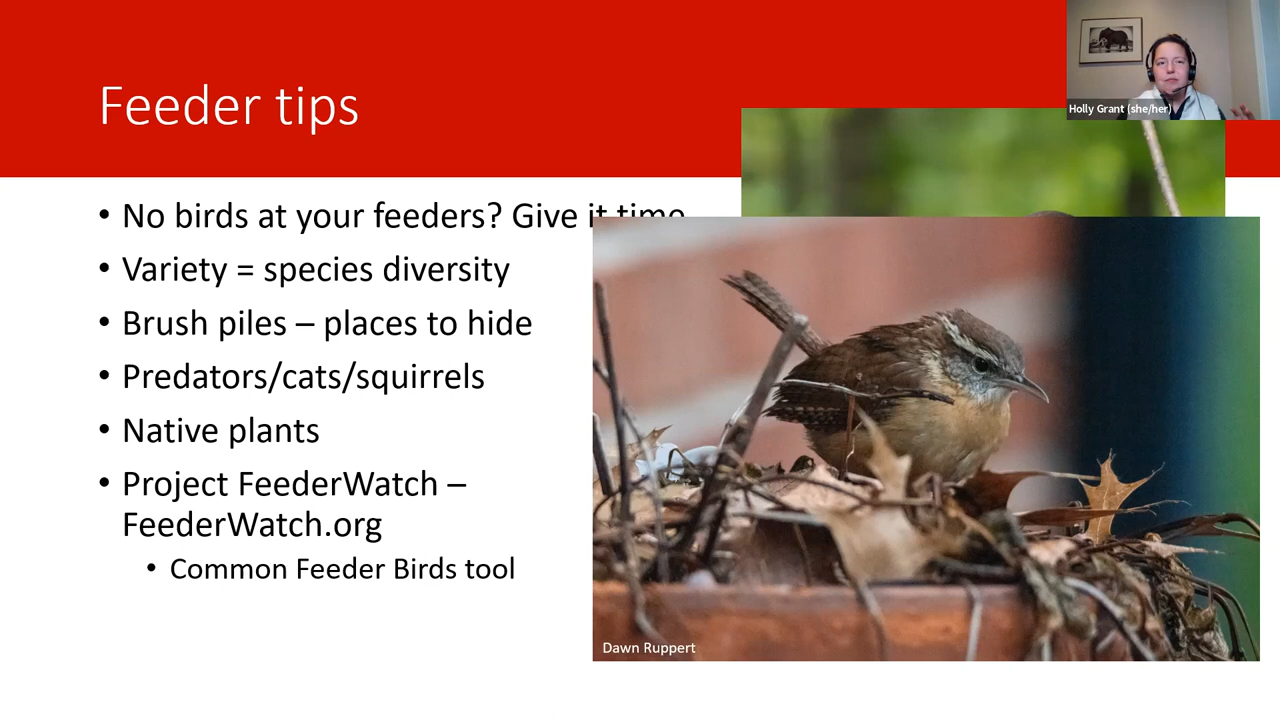 Feeder tips
Holly Grant (she/her)
• No birds at your feeders? Give it time
• Variety = species diversity
• Brush piles – places to hide
• Predators/cats/squirrels
• Native plants
• Project FeederWatch –
FeederWatch.org
• Common Feeder Birds tool
Dawn Ruppert